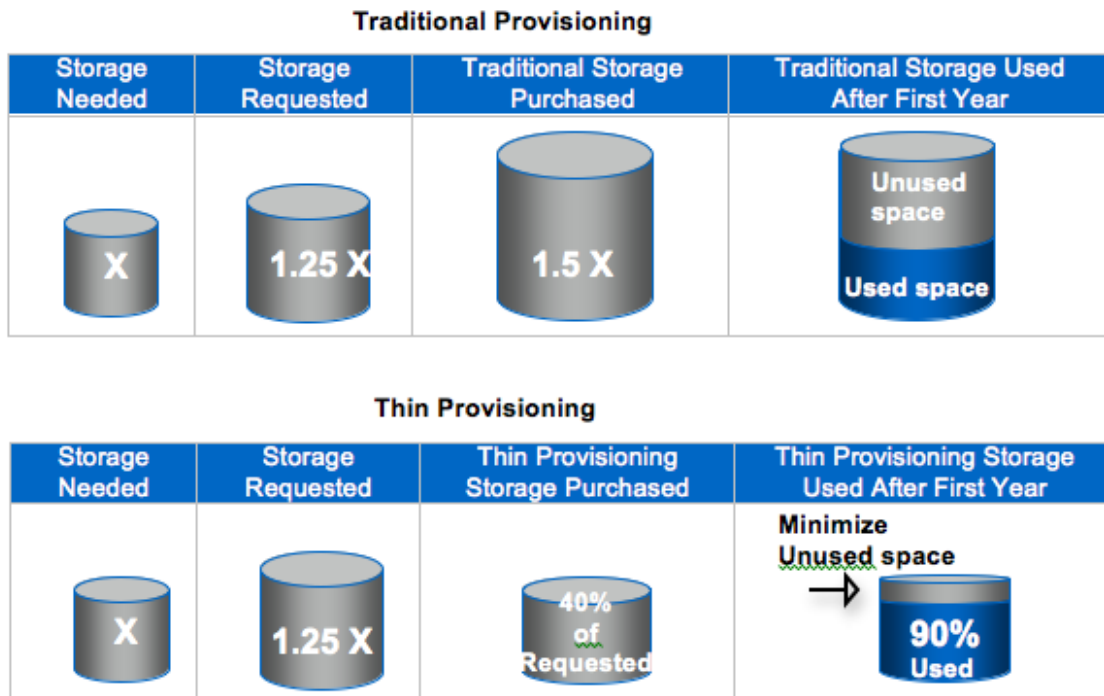 Traditional Provisioning
Storage
Needed
Storage
Requested
Traditional Storage
Purchased
Traditional Storage Used
After First Year
X
1.25 X
1.5 X
Unused
space
Used space
Thin Provisioning
Storage
Needed
Storage
Requested
Thin Provisioning
Storage Purchased
Thin Provisioning Storage
Used After First Year
X
1.25 X
40%
of
Requested
Minimize
Unused space
90%
Used